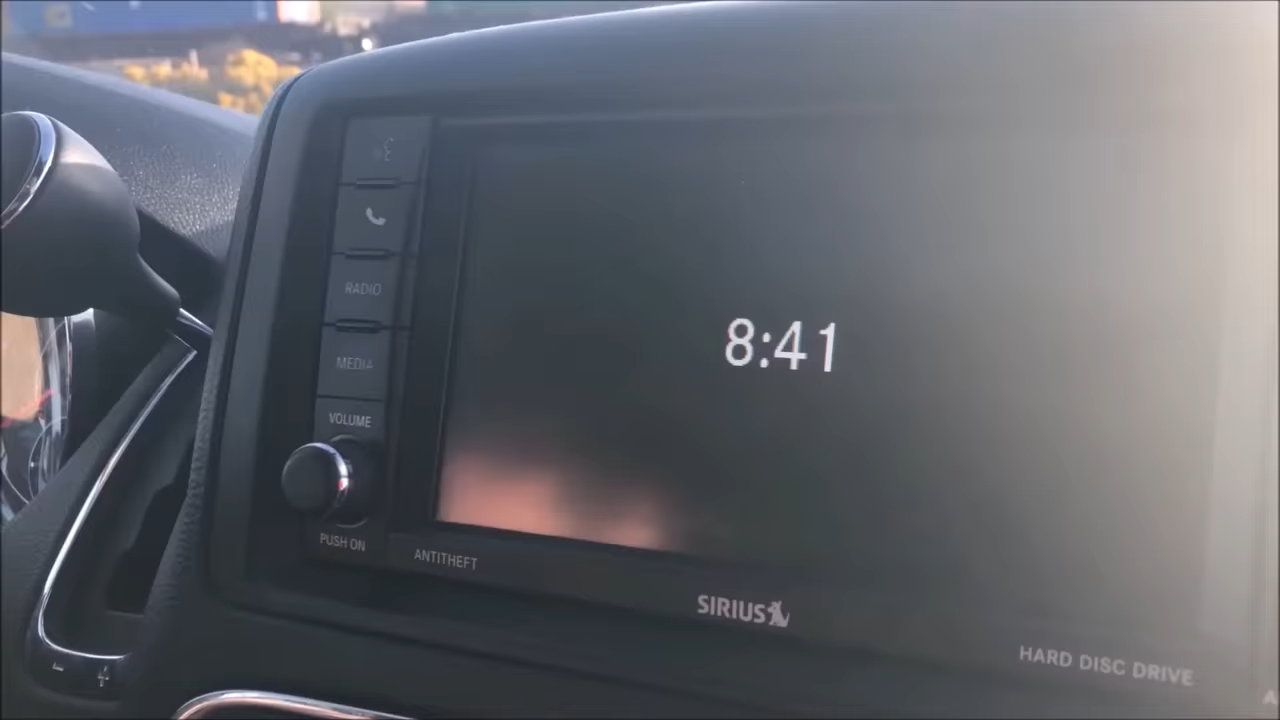 RADIO
MEDIA
VOLUME
PUSH ON
8:41
ANTITHEFT
SIRIUS
HARD DISC DRIVE